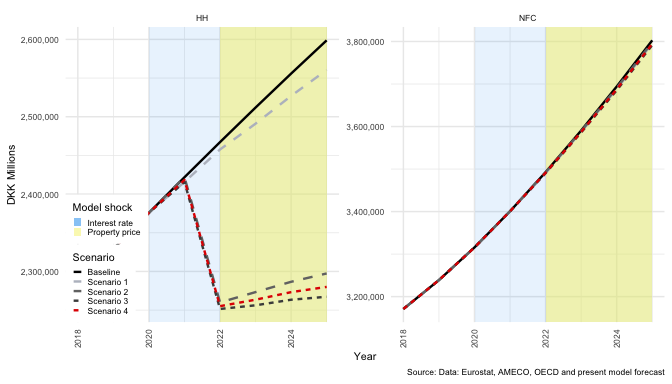 HH
NFC
DKK Millions
2,600,000
2,500,000
2,400,000
2,300,000
3,800,000
3,600,000
3,400,000
3,200,000
Model shock
Interest rate
Property price
Scenario
Baseline
Scenario 1
Scenario 2
Scenario 3
Scenario 4
2018
2020
2022
2024
2018
2020
2022
2024
Year
Source: Data: Eurostat, AMECO, OECD and present model forecast